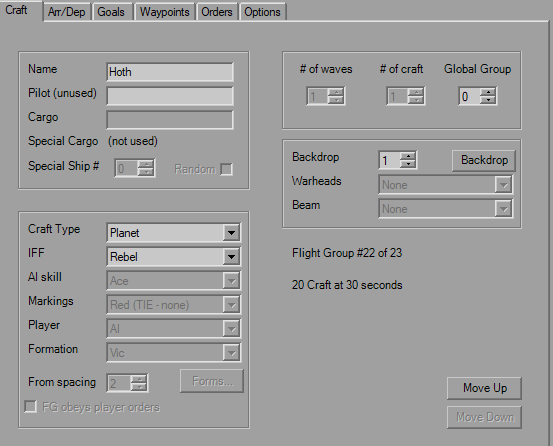 Craft Arr/Dep Goals Waypoints Orders Options
Name Hoth
Pilot (unused)
Cargo
Special Cargo (not used)
Special Ship # 0 Random
Craft Type Planet
IFF Rebel
AI skill Ace
Markings Red (TIE - none)
Player AI
Formation Vic
From spacing 2 Forms...
FG obeys player orders
# of waves # of craft Global Group
1 1 0
Backdrop 1 Backdrop
Warheads None
Beam None
Flight Group #22 of 23
20 Craft at 30 seconds
Move Up
Move Down